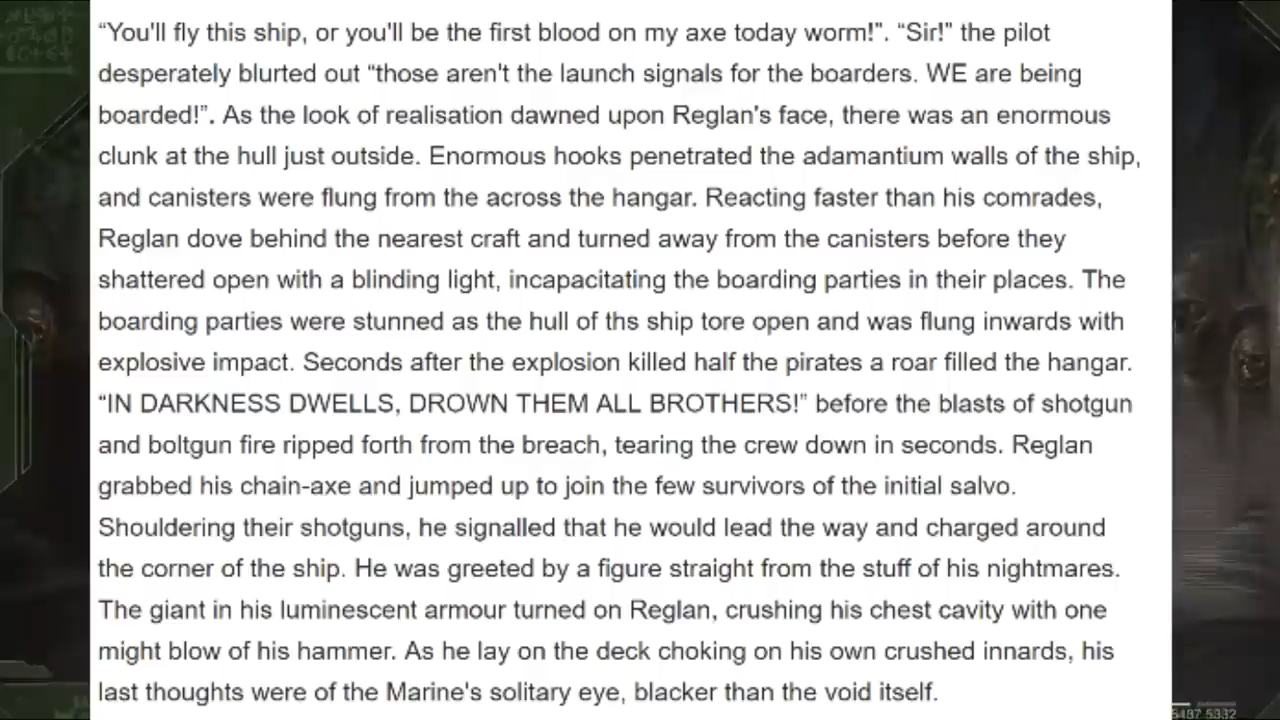 “You'll fly this ship, or you'll be the first blood on my axe today worm!”. “Sir!” the pilot
desperately blurted out “those aren't the launch signals for the boarders. WE are being
boarded!”. As the look of realisation dawned upon Reglan's face, there was an enormous
clunk at the hull just outside. Enormous hooks penetrated the adamantium walls of the ship,
and canisters were flung from the across the hangar. Reacting faster than his comrades,
Reglan dove behind the nearest craft and turned away from the canisters before they
shattered open with a blinding light, incapacitating the boarding parties in their places. The
boarding parties were stunned as the hull of ths ship tore open and was flung inwards with
explosive impact. Seconds after the explosion killed half the pirates a roar filled the hangar.
“IN DARKNESS DWELLS, DROWN THEM ALL BROTHERS!” before the blasts of shotgun
and boltgun fire ripped forth from the breach, tearing the crew down in seconds. Reglan
grabbed his chain-axe and jumped up to join the few survivors of the initial salvo.
Shouldering their shotguns, he signalled that he would lead the way and charged around
the corner of the ship. He was greeted by a figure straight from the stuff of his nightmares.
The giant in his luminescent armour turned on Reglan, crushing his chest cavity with one
might blow of his hammer. As he lay on the deck choking on his own crushed innards, his
last thoughts were of the Marine's solitary eye, blacker than the void itself.